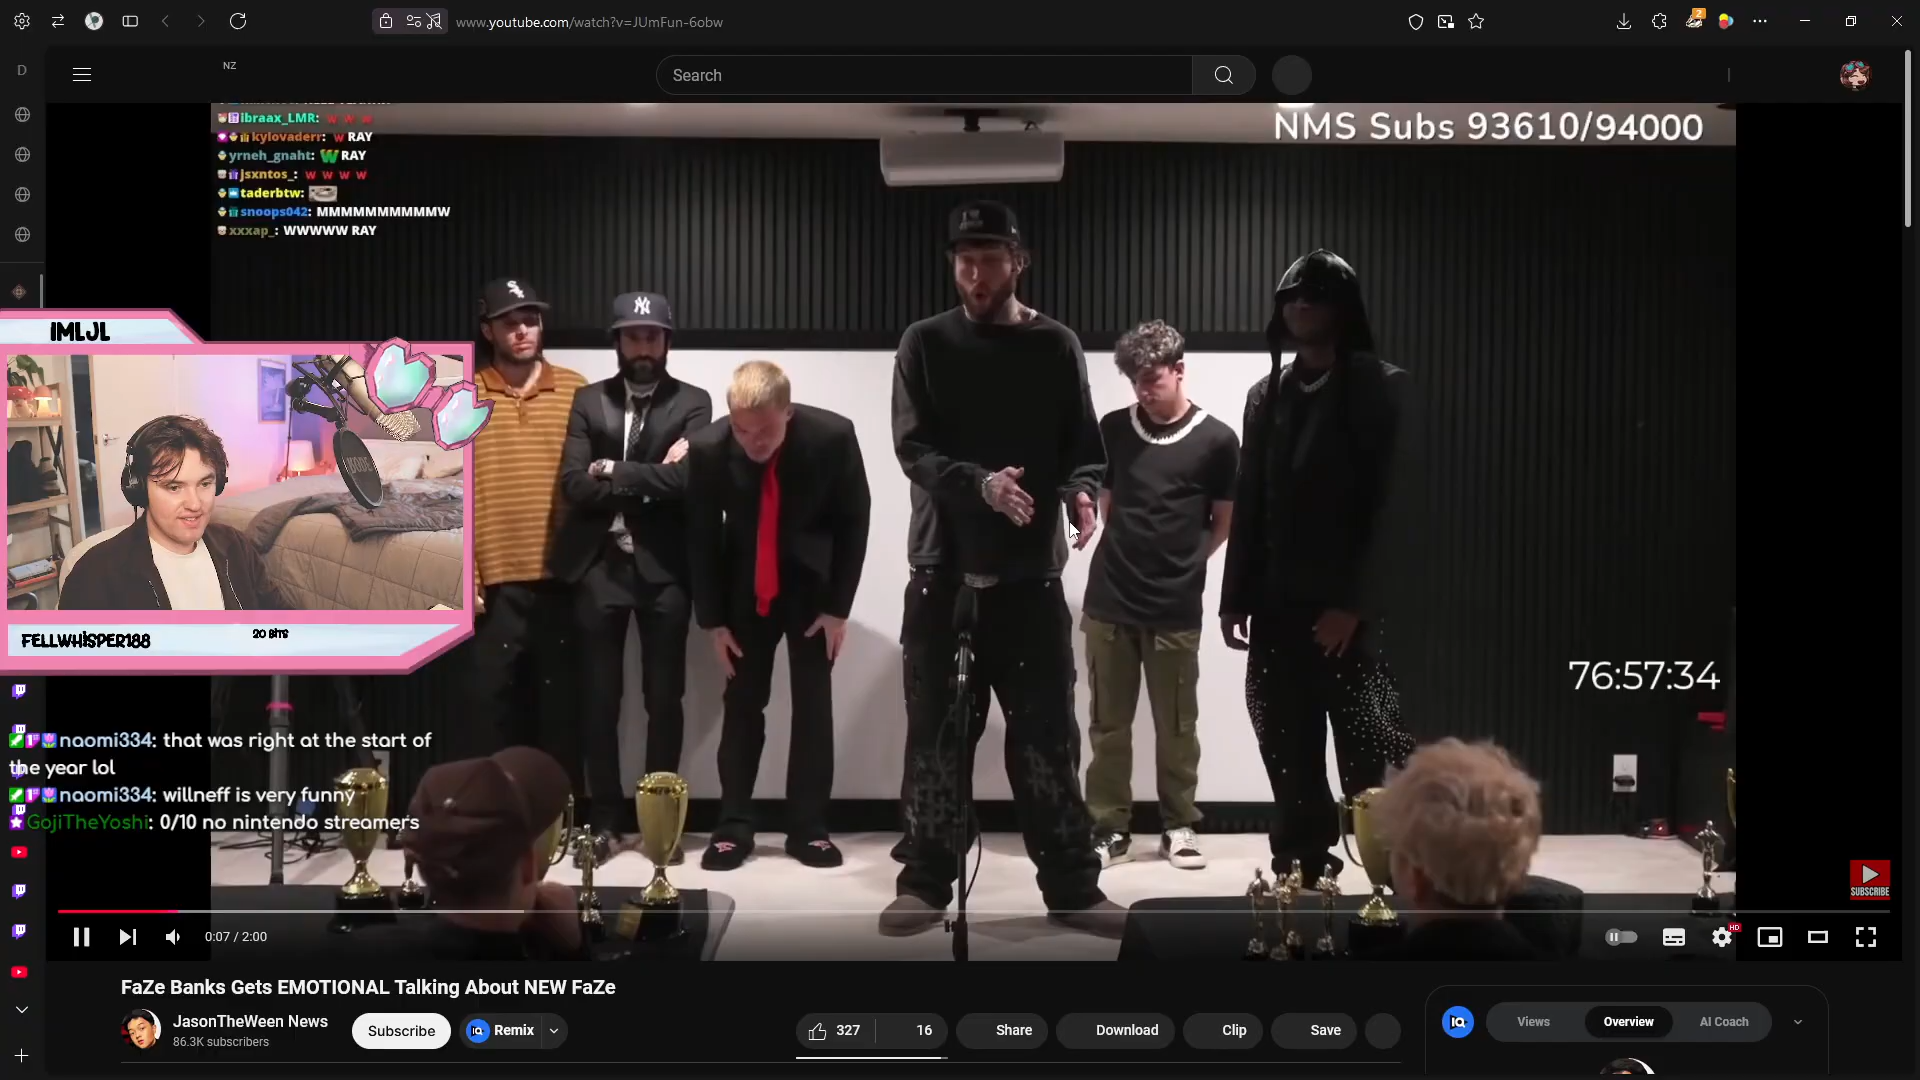 www.youtube.com/watch?v=JUmFun-6obw
NZ
Search
ibraax_LMR: W W W
kylovaderr: W RAY
yrneh_gnaht: W RAY
jsxntos_: W W W W
taderbtw:
snoops042: MMMMMMMMMMMW
xxxap_: WWWWW RAY
NMS Subs 93610/94000
IMLJL
FELLWHISPER188
20 BITS
76:57:34
naomi334: that was right at the start of
the year lol
naomi334: willneff is very funny
GojiTheYoshi: 0/10 no nintendo streamers
SUBSCRIBE
0:07 / 2:00
HD
FaZe Banks Gets EMOTIONAL Talking About NEW FaZe
JasonTheWeen News
86.3K subscribers
Subscribe
IQ
Remix
327
16
Share
Download
Clip
Save
IQ
Views
Overview
AI Coach